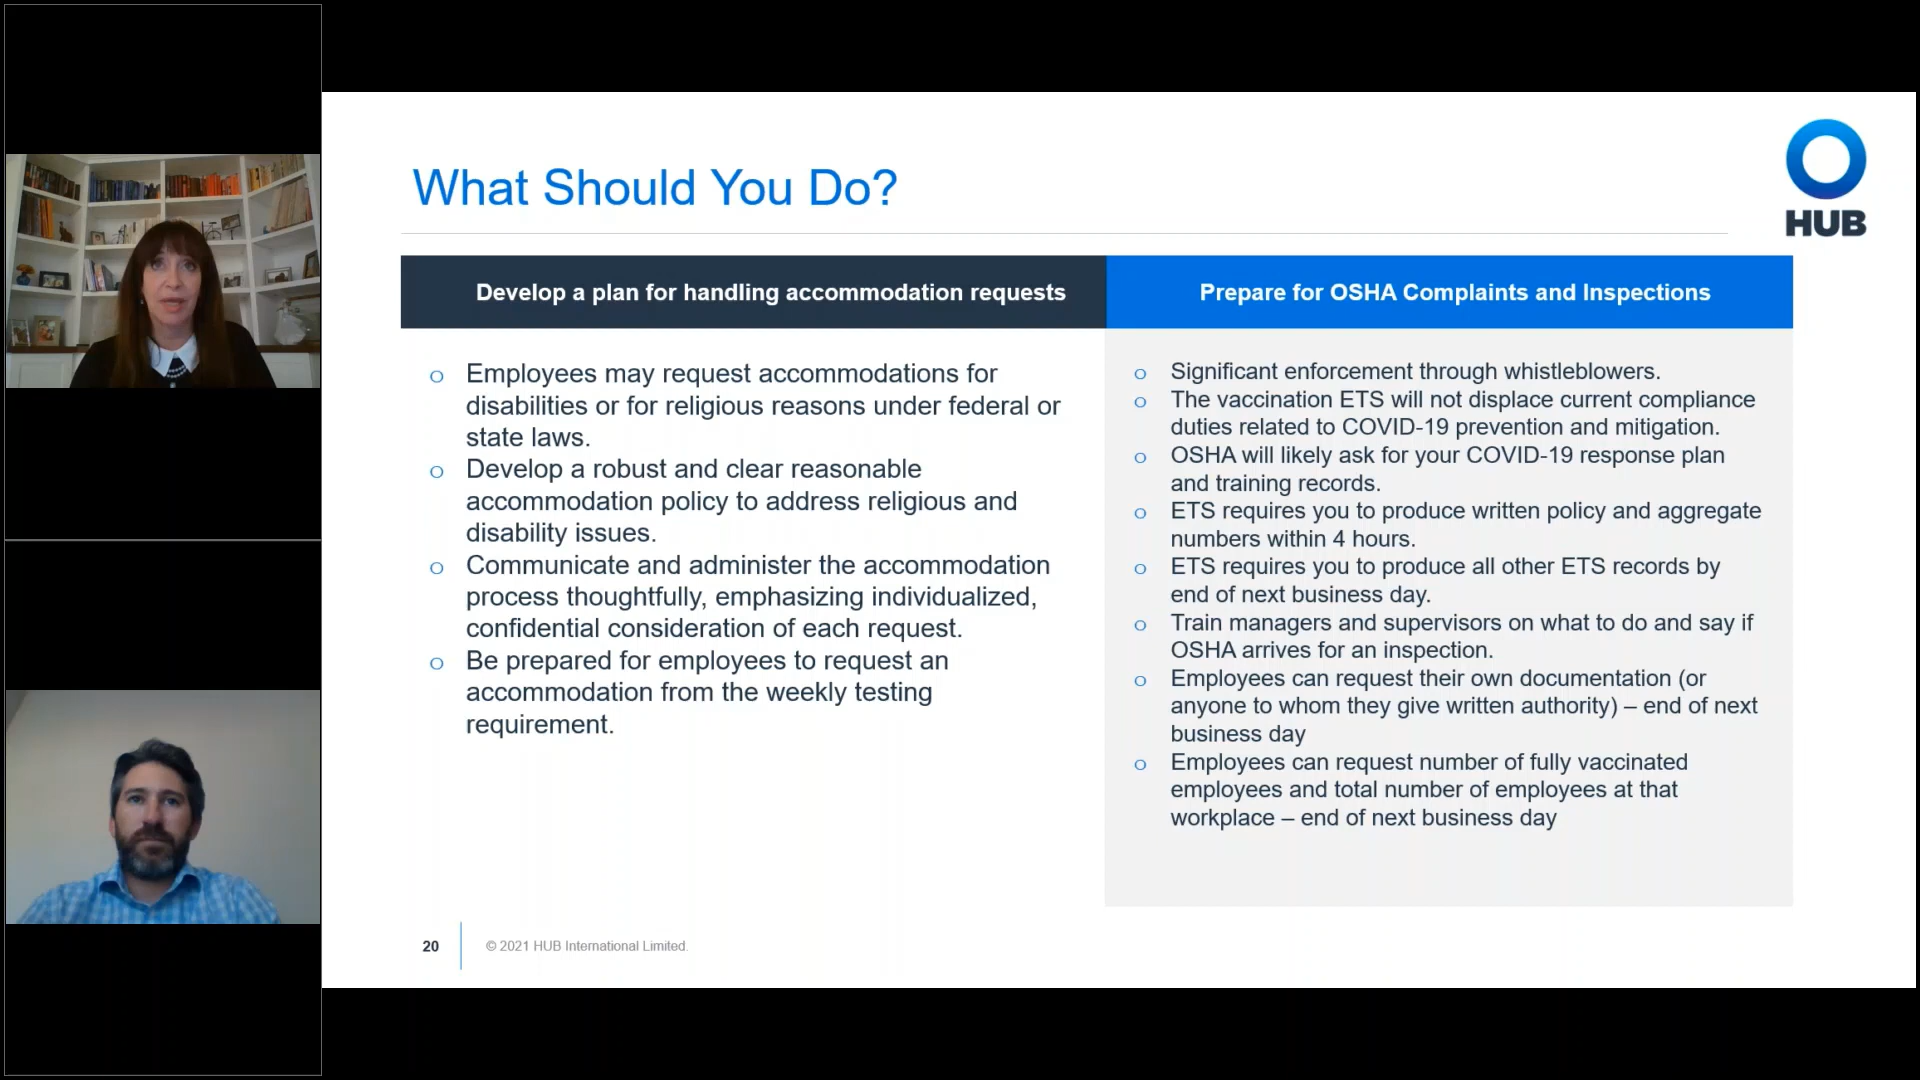 What Should You Do?
HUB
Develop a plan for handling accommodation requests
o Employees may request accommodations for
disabilities or for religious reasons under federal or
state laws.
o Develop a robust and clear reasonable
accommodation policy to address religious and
disability issues.
o Communicate and administer the accommodation
process thoughtfully, emphasizing individualized,
confidential consideration of each request.
o Be prepared for employees to request an
accommodation from the weekly testing
requirement.
Prepare for OSHA Complaints and Inspections
o Significant enforcement through whistleblowers.
o The vaccination ETS will not displace current compliance
duties related to COVID-19 prevention and mitigation.
o OSHA will likely ask for your COVID-19 response plan
and training records.
o ETS requires you to produce written policy and aggregate
numbers within 4 hours.
o ETS requires you to produce all other ETS records by
end of next business day.
o Train managers and supervisors on what to do and say if
OSHA arrives for an inspection.
o Employees can request their own documentation (or
anyone to whom they give written authority) – end of next
business day
o Employees can request number of fully vaccinated
employees and total number of employees at that
workplace – end of next business day
20
© 2021 HUB International Limited.